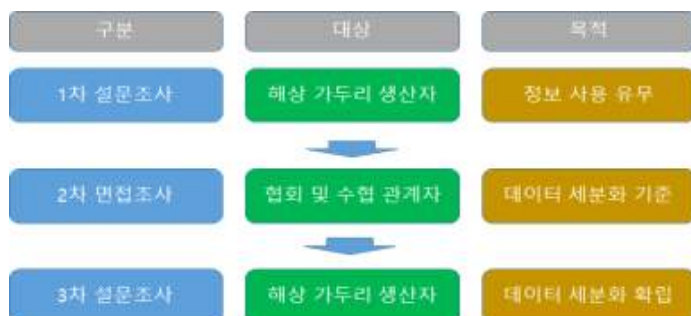 구분 대상 목적
1차 설문조사 해상 가두리 생산자 정보 사용 유무
2차 면접조사 협회 및 수협 관계자 데이터 세분화 기준
3차 설문조사 해상 가두리 생산자 데이터 세분화 확립